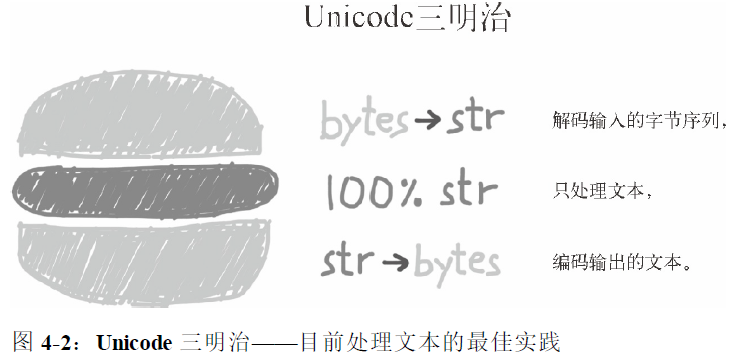 Unicode三明治
bytes→str 解码输入的字节序列，
100% str 只处理文本，
str→bytes 编码输出的文本。
图 4-2：Unicode 三明治——目前处理文本的最佳实践